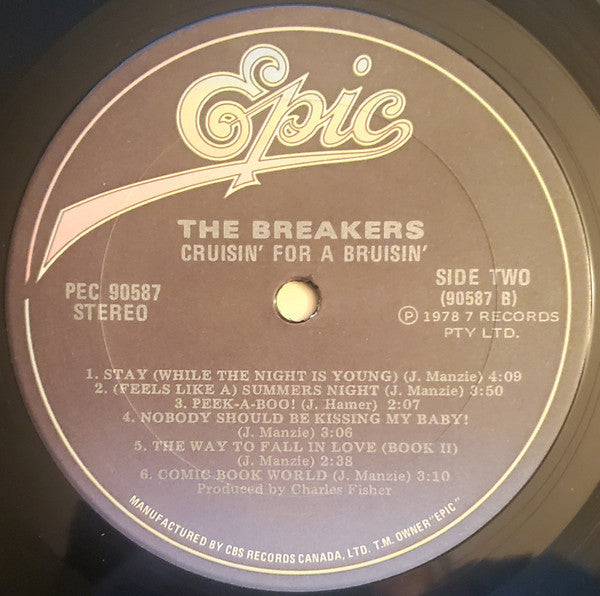 Epic
THE BREAKERS
CRUISIN' FOR A BRUISIN'
PEC 90587
STEREO
SIDE TWO
(90587 B)
Ⓟ 1978 7 RECORDS
PTY LTD.
1. STAY (WHILE THE NIGHT IS YOUNG) (J. Manzie) 4:09
2. (FEELS LIKE A) SUMMERS NIGHT (J. Manzie) 3:50
3. PEEK-A-BOO! (J. Hamer) 2:07
4. NOBODY SHOULD BE KISSING MY BABY!
(J. Manzie) 3:06
5. THE WAY TO FALL IN LOVE (BOOK II)
(J. Manzie) 2:38
6. COMIC BOOK WORLD (J. Manzie) 3:10
Produced by Charles Fisher
MANUFACTURED BY CBS RECORDS CANADA, LTD. T.M. OWNER "EPIC"